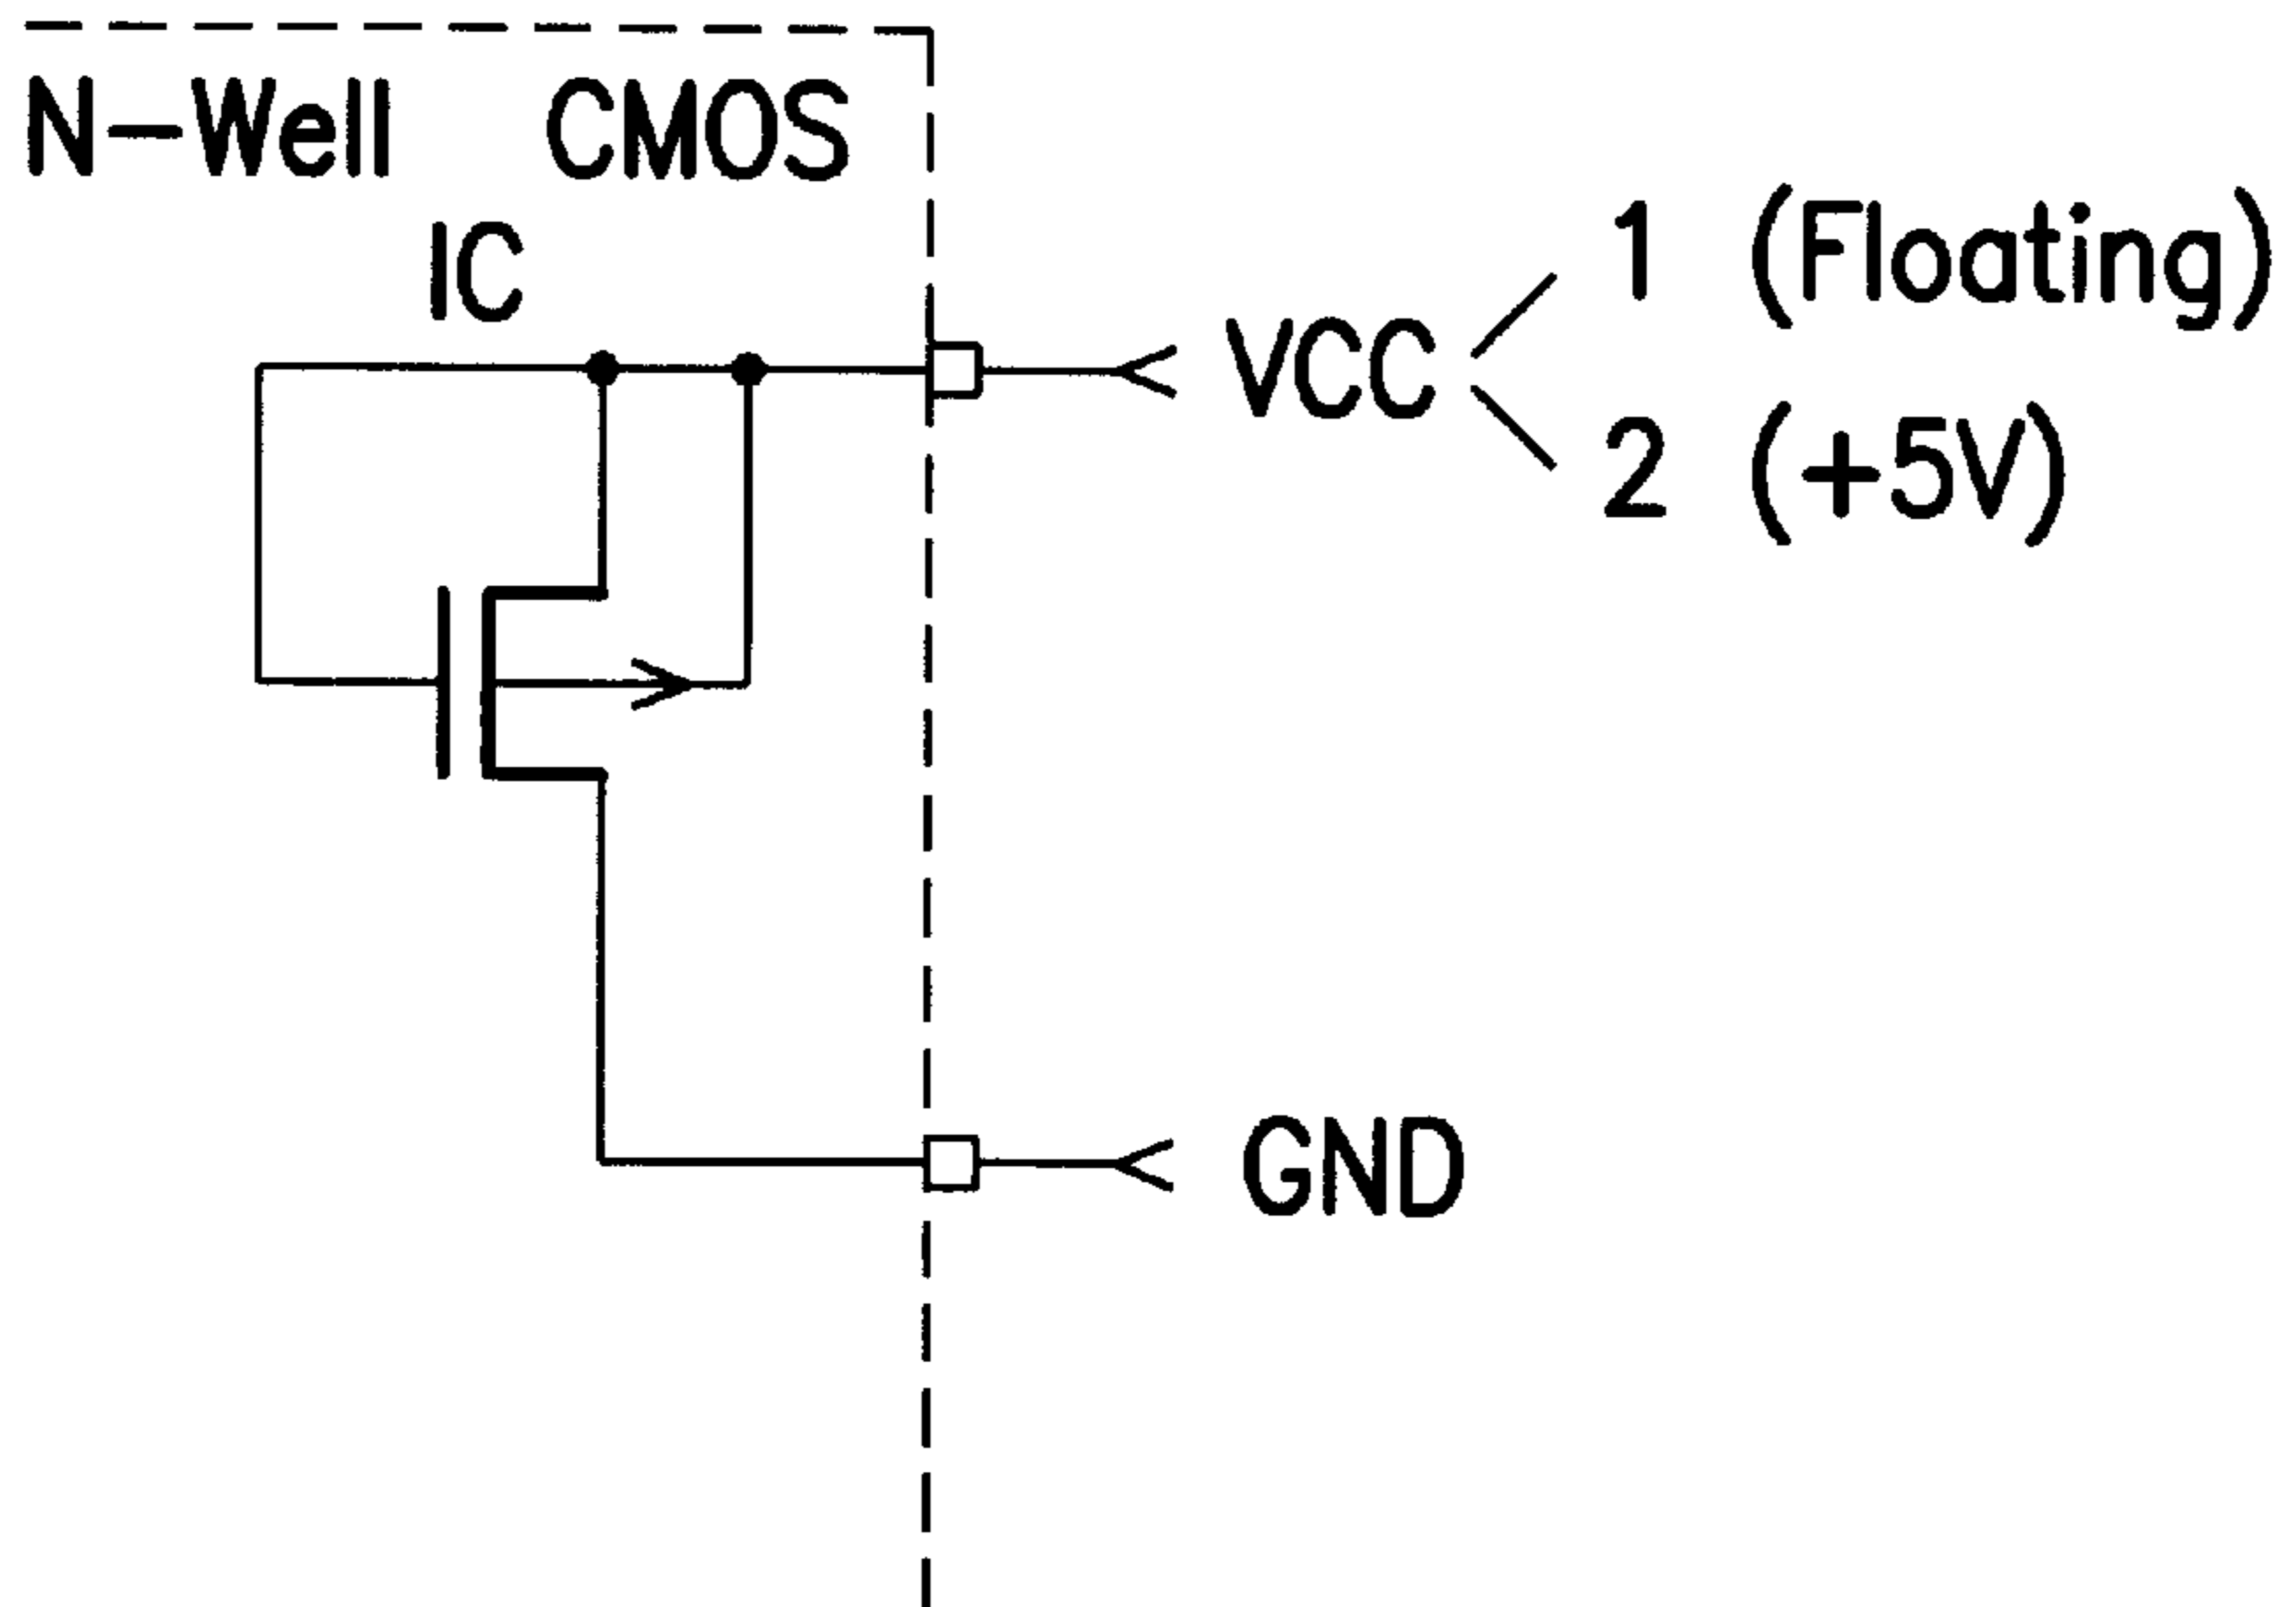 N-Well CMOS
IC
VCC
1 (Floating)
2 (+5V)
GND